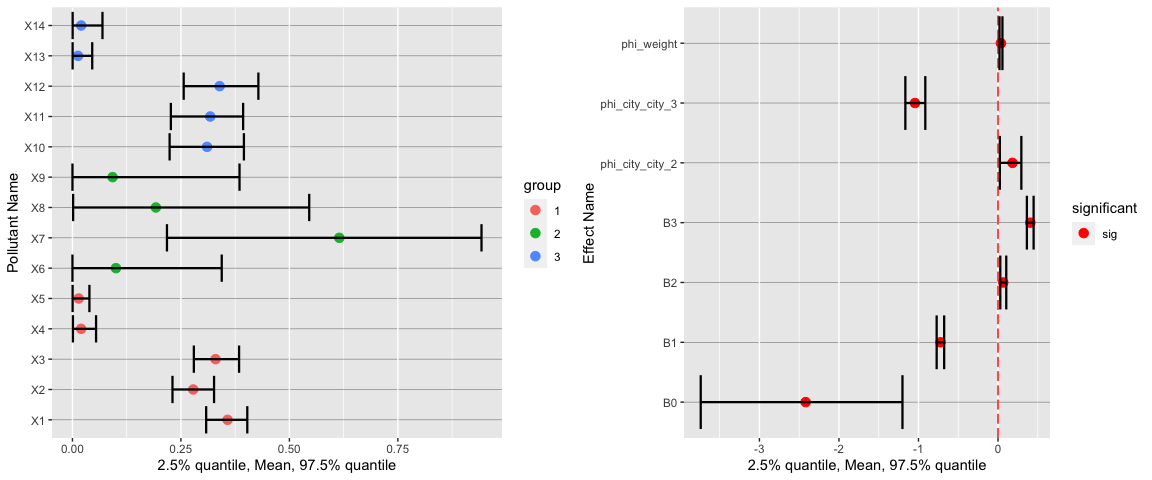 X14
X13
X12
X11
X10
X9
X8
X7
X6
X5
X4
X3
X2
X1
Pollutant Name
0.00 0.25 0.50 0.75
2.5% quantile, Mean, 97.5% quantile
group
1
2
3
phi_weight
phi_city_city_3
phi_city_city_2
B3
B2
B1
B0
Effect Name
-3 -2 -1 0
2.5% quantile, Mean, 97.5% quantile
significant
sig